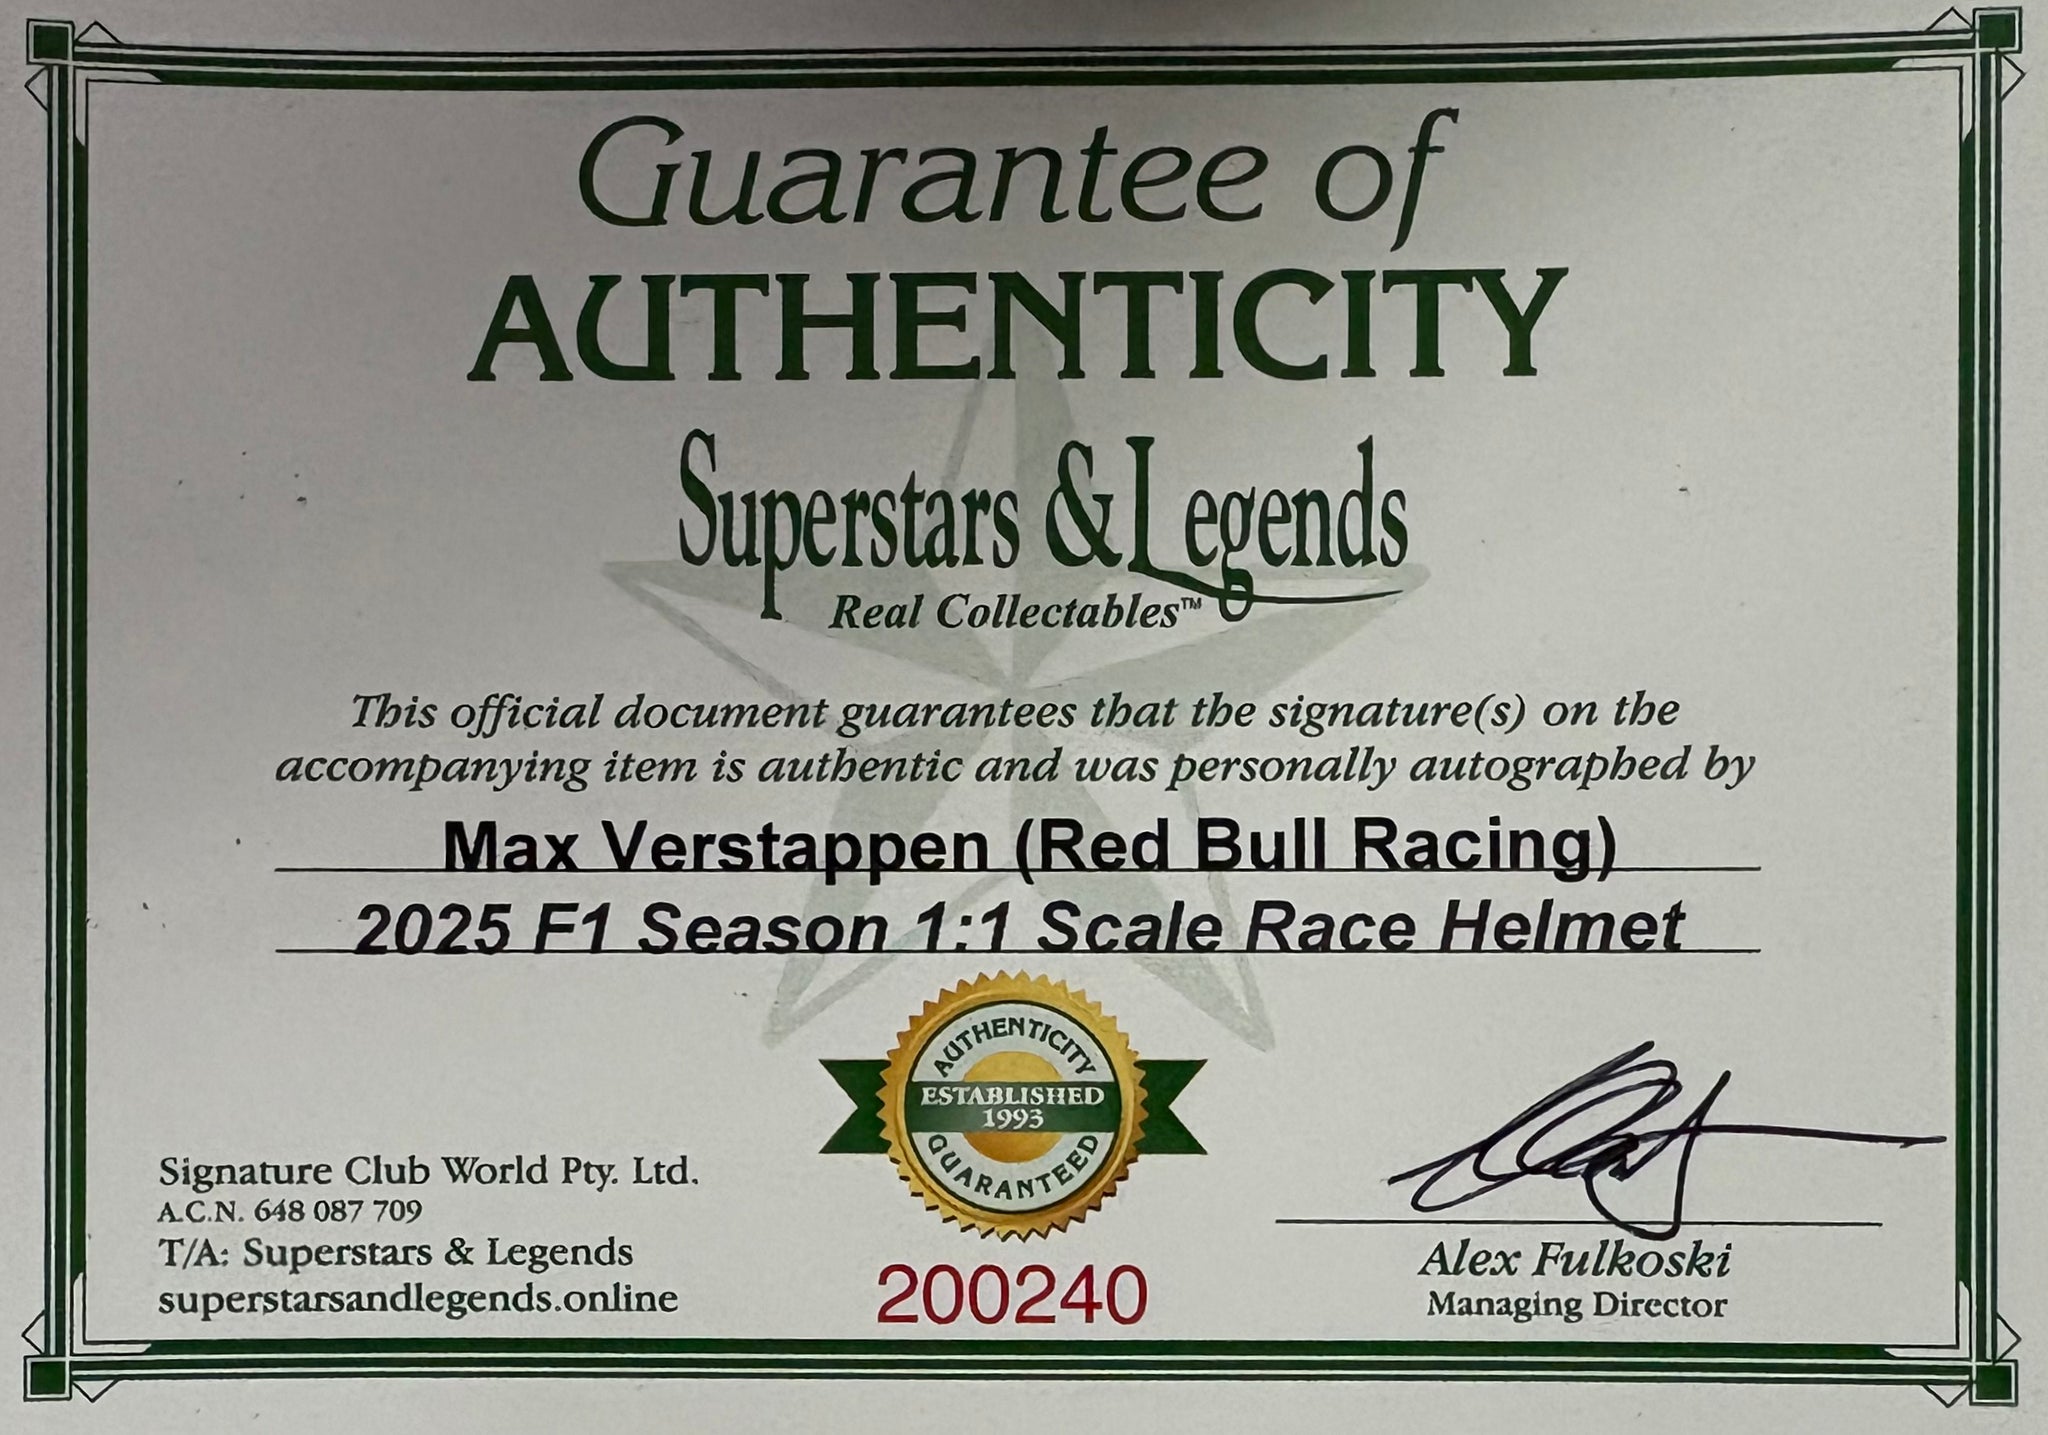 Guarantee of
AUTHENTICITY
Superstars & Legends
Real Collectables™
This official document guarantees that the signature(s) on the
accompanying item is authentic and was personally autographed by
Max Verstappen (Red Bull Racing)
2025 F1 Season 1:1 Scale Race Helmet
AUTHENTICITY
ESTABLISHED
1993
GUARANTEED
200240
Signature Club World Pty. Ltd.
A.C.N. 648 087 709
T/A: Superstars & Legends
superstarsandlegends.online
Alex Fulkoski
Managing Director